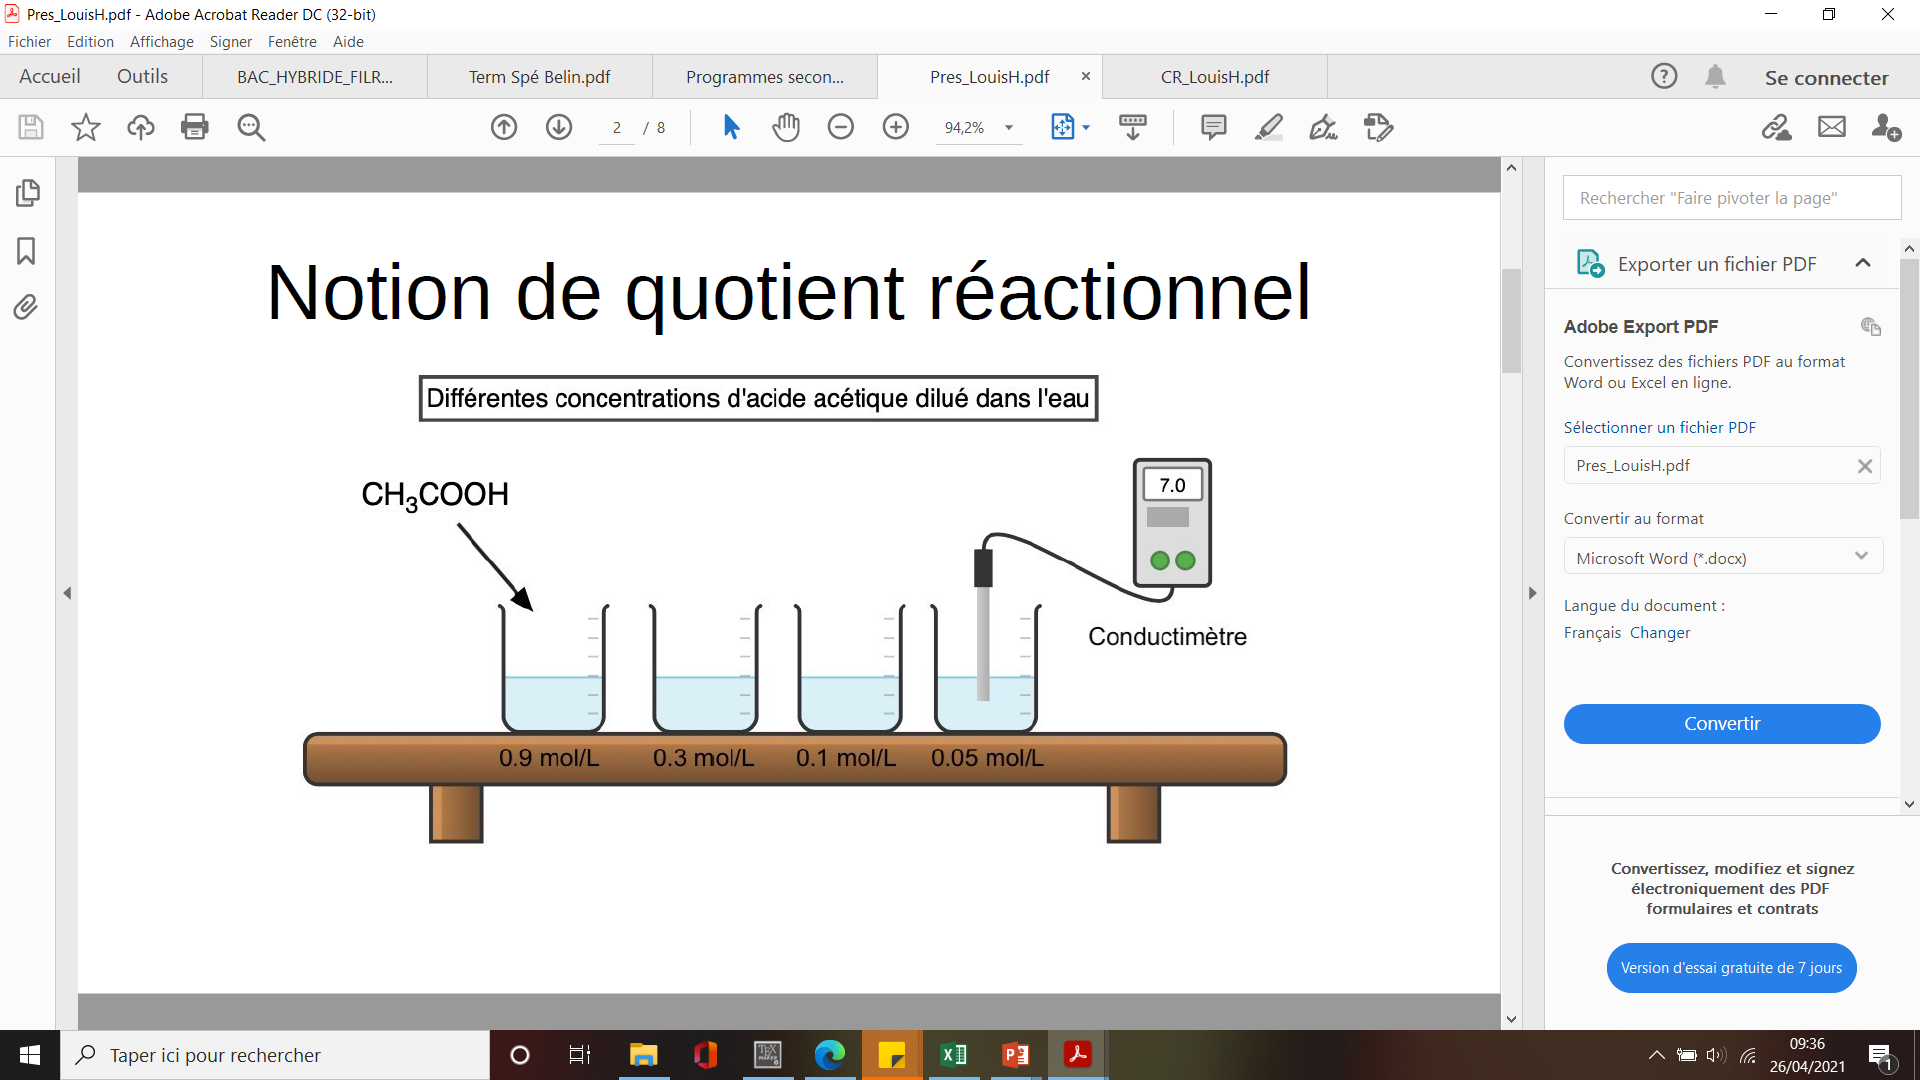 Pres_LouisH.pdf - Adobe Acrobat Reader DC (32-bit)
Fichier Edition Affichage Signer Fenêtre Aide
Accueil Outils BAC_HYBRIDE_FILR... Term Spé Belin.pdf Programmes secon... Pres_LouisH.pdf × CR_LouisH.pdf Se connecter
2 / 8 94,2%
Notion de quotient réactionnel
Différentes concentrations d'acide acétique dilué dans l'eau
CH3COOH
7.0
Conductimètre
0.9 mol/L 0.3 mol/L 0.1 mol/L 0.05 mol/L
Rechercher "Faire pivoter la page"
Exporter un fichier PDF
Adobe Export PDF
Convertissez des fichiers PDF au format
Word ou Excel en ligne.
Sélectionner un fichier PDF
Pres_LouisH.pdf
Convertir au format
Microsoft Word (*.docx)
Langue du document :
Français Changer
Convertir
Convertissez, modifiez et signez
électroniquement des PDF
formulaires et contrats
Version d'essai gratuite de 7 jours
Taper ici pour rechercher
09:36
26/04/2021
1